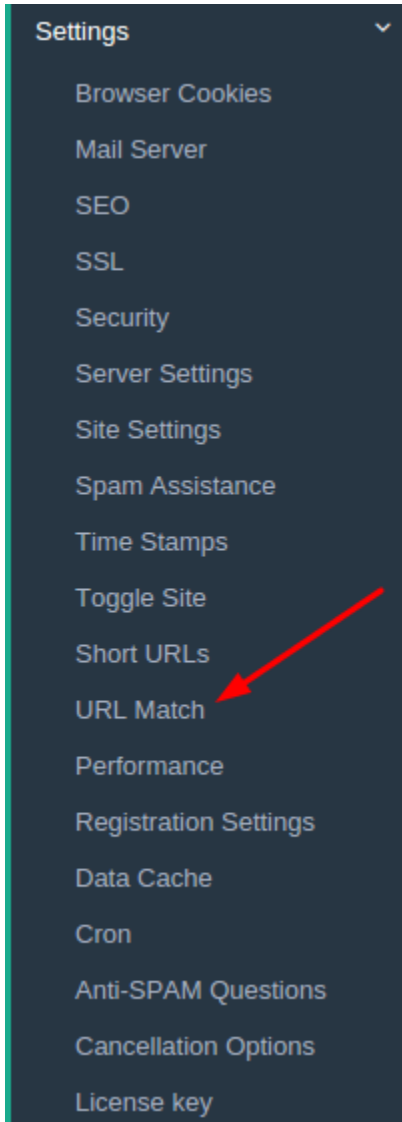 Settings
Browser Cookies
Mail Server
SEO
SSL
Security
Server Settings
Site Settings
Spam Assistance
Time Stamps
Toggle Site
Short URLs
URL Match
Performance
Registration Settings
Data Cache
Cron
Anti-SPAM Questions
Cancellation Options
License key